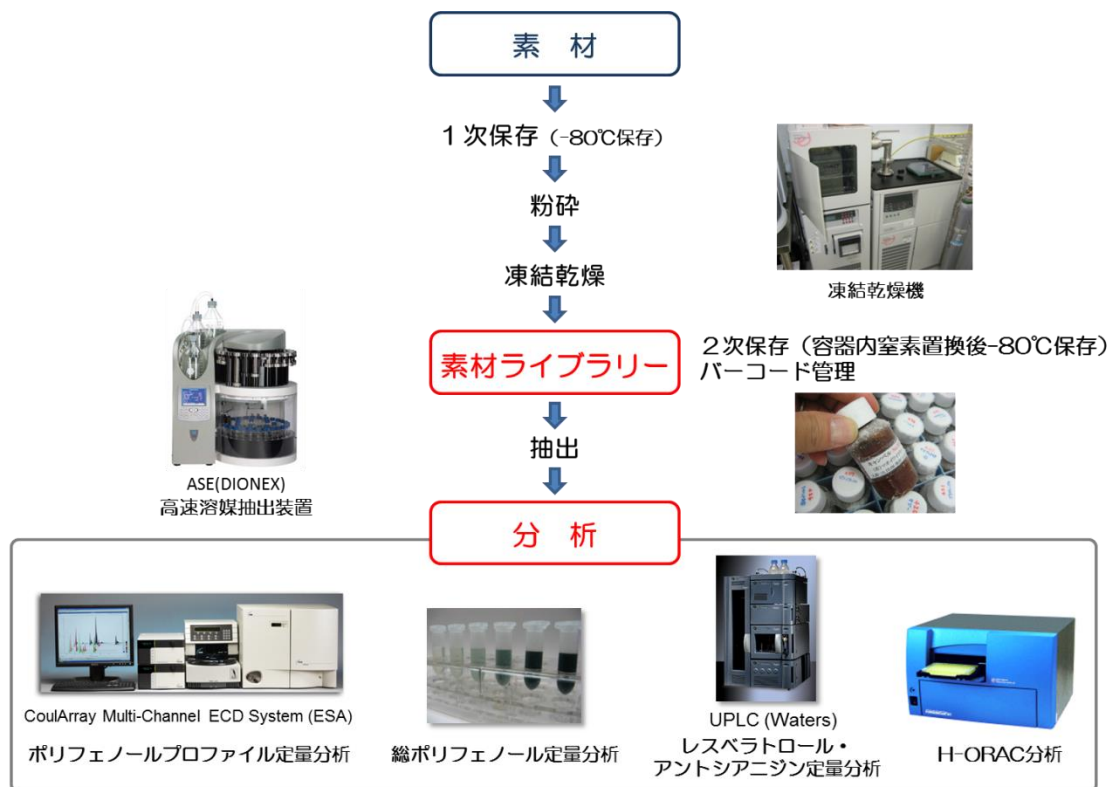 素 材
1次保存（-80℃保存）
粉砕
凍結乾燥
凍結乾燥機
素材ライブラリー
2次保存（容器内窒素置換後-80℃保存）
バーコード管理
抽出
ASE(DIONEX)
高速溶媒抽出装置
分 析
CoulArray Multi-Channel ECD System (ESA)
ポリフェノールプロファイル定量分析
総ポリフェノール定量分析
UPLC (Waters)
レスベラトロール・
アントシアニジン定量分析
H-ORAC分析